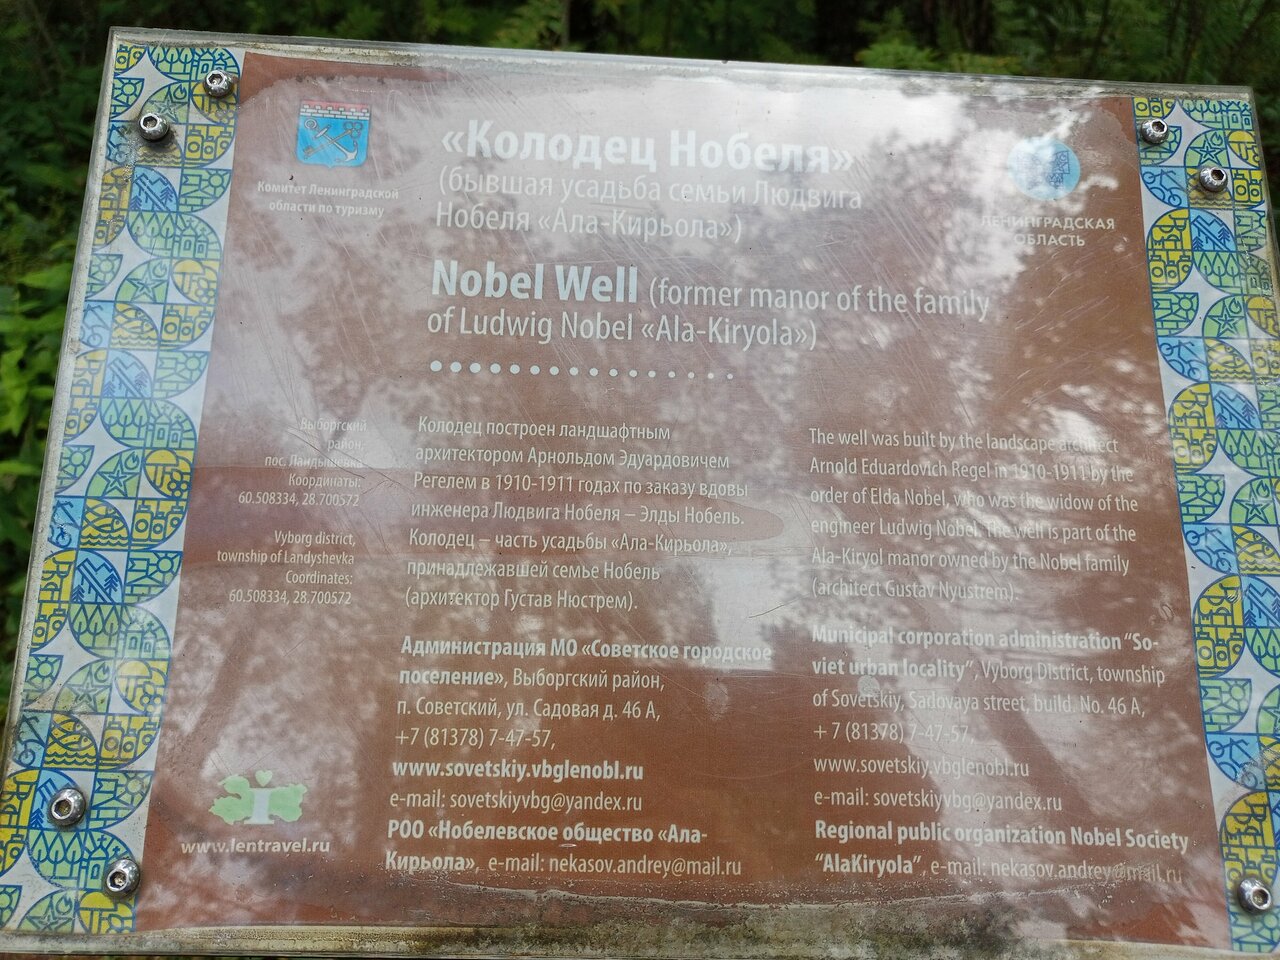 Комитет Ленинградской
области по туризму
«Колодец Нобеля»
(бывшая усадьба семьи Людвига
Нобеля «Ала-Кирьола»)
ЛЕНИНГРАДСКАЯ
ОБЛАСТЬ
Nobel Well (former manor of the family
of Ludwig Nobel «Ala-Kiryola»)
Выборгский
район,
пос. Ландышевка
Координаты:
60.508334, 28.700572
Vyborg district,
township of Landyshevka
Coordinates:
60.508334, 28.700572
Колодец построен ландшафтным
архитектором Арнольдом Эдуардовичем
Регелем в 1910-1911 годах по заказу вдовы
инженера Людвига Нобеля – Элды Нобель.
Колодец – часть усадьбы «Ала-Кирьола»,
принадлежавшей семье Нобель
(архитектор Густав Нюстрем).
Администрация МО «Советское городское
поселение», Выборгский район,
п. Советский, ул. Садовая д. 46 А,
+7 (81378) 7-47-57,
www.sovetskiy.vbglenobl.ru
e-mail: sovetskiyvbg@yandex.ru
РОО «Нобелевское общество «Ала-
Кирьола», e-mail: nekasov.andrey@mail.ru
The well was built by the landscape architect
Arnold Eduardovich Regel in 1910-1911 by the
order of Elda Nobel, who was the widow of the
engineer Ludwig Nobel. The well is part of the
Ala-Kiryol manor owned by the Nobel family
(architect Gustav Nyustrem).
Municipal corporation administration “So-
viet urban locality”, Vyborg District, township
of Sovetskiy, Sadovaya street, build. No. 46 A,
+ 7 (81378) 7-47-57,
www.sovetskiy.vbglenobl.ru
e-mail: sovetskiyvbg@yandex.ru
Regional public organization Nobel Society
“AlaKiryola”, e-mail: nekasov.andrey@mail.ru
www.lentravel.ru